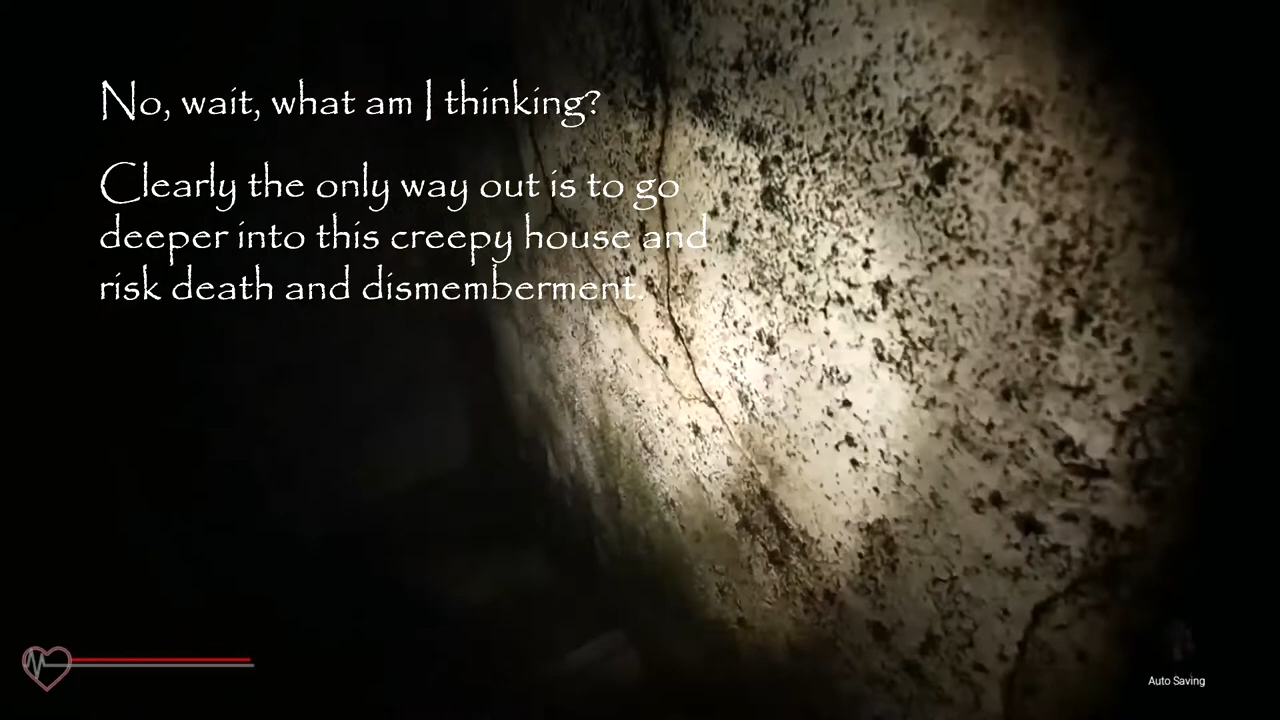 No, wait, what am I thinking?
Clearly the only way out is to go
deeper into this creepy house and
risk death and dismemberment.
Auto Saving